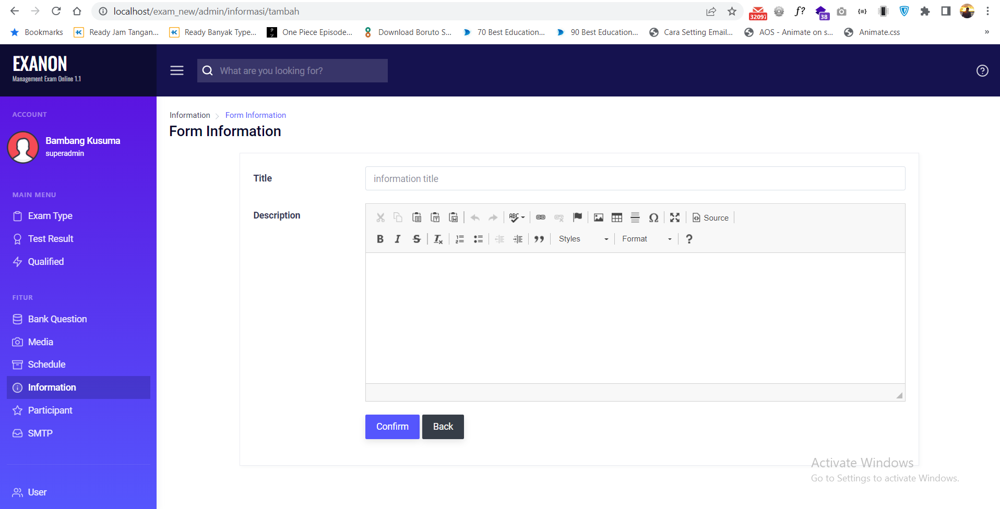 localhost/exam_new/admin/informasi/tambah
32097
f?
38
Bookmarks
Ready Jam Tangan...
Ready Banyak Type...
One Piece Episode...
Download Boruto S...
70 Best Education...
90 Best Education...
Cara Setting Email...
AOS - Animate on s...
Animate.css
»
EXANON
Management Exam Online 1.1
What are you looking for?
ACCOUNT
Bambang Kusuma
superadmin
MAIN MENU
Exam Type
Test Result
Qualified
FITUR
Bank Question
Media
Schedule
Information
Participant
SMTP
User
Information
Form Information
Form Information
Title
information title
Description
ABC
Source
B I S Tx
Styles
Format
?
Confirm
Back
Activate Windows
Go to Settings to activate Windows.